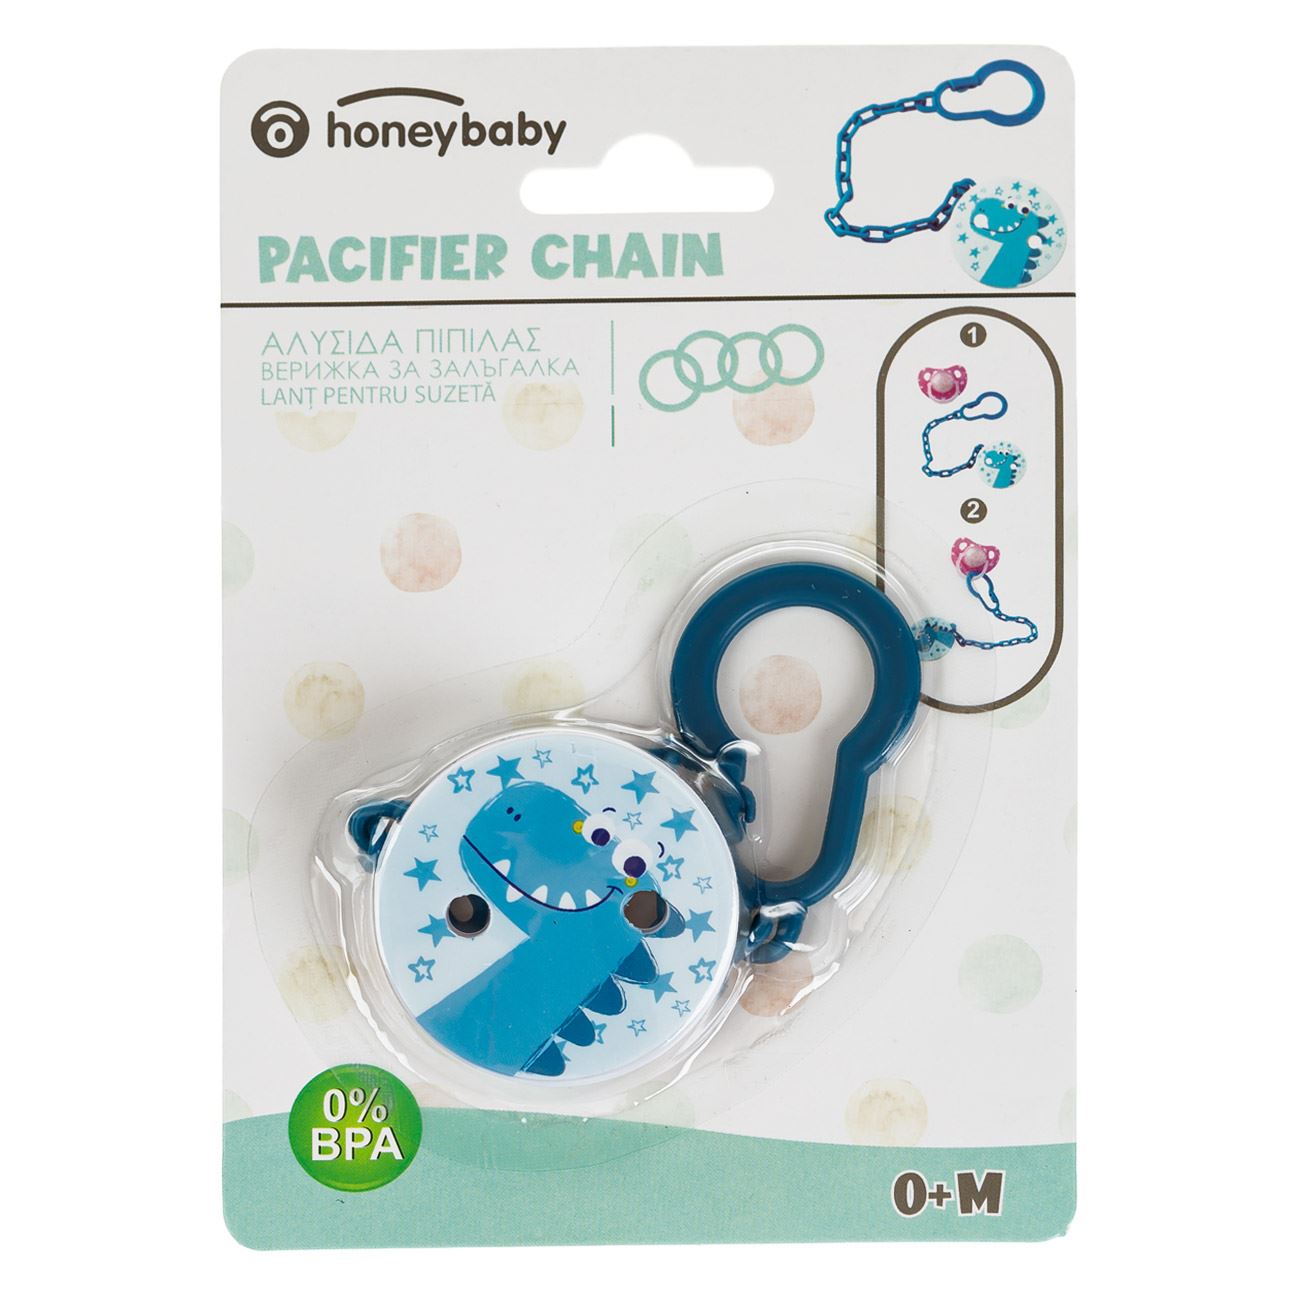 honeybaby
PACIFIER CHAIN
ΑΛΥΣΙΔΑ ΠΙΠΙΛΑΣ
ВЕРИЖКА ЗА ЗАЛЪГАЛКА
LANȚ PENTRU SUZETĂ
1
2
0%
BPA
0+M